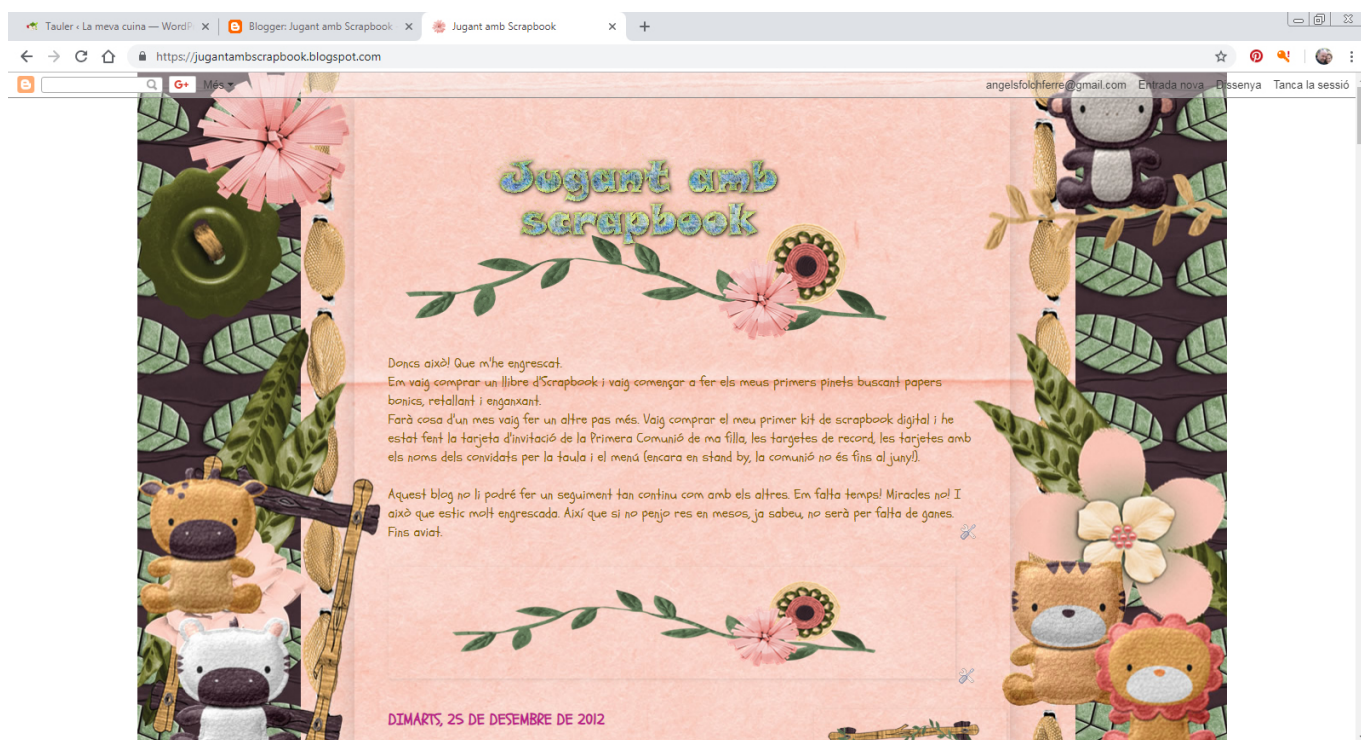 Tauler ‹ La meva cuina — WordP
Blogger: Jugant amb Scrapbook
Jugant amb Scrapbook
https://jugantambscrapbook.blogspot.com
G+
Més
angelsfolchferre@gmail.com Entrada nova Dissenya Tanca la sessió
Jugant amb
scrapbook
Doncs això! Que m'he engrescat.
Em vaig comprar un llibre d'Scrapbook i vaig començar a fer els meus primers pinets buscant papers
bonics, retallant i enganxant.
Farà cosa d'un mes vaig fer un altre pas més. Vaig comprar el meu primer kit de scrapbook digital i he
estat fent la tarjeta d'invitació de la Primera Comunió de ma filla, les targetes de record, les tarjetes amb
els noms dels convidats per la taula i el menú (encara en stand by, la comunió no és fins al juny!).
Aquest blog no li podré fer un seguiment tan continu com amb els altres. Em falta temps! Miracles no! I
això que estic molt engrescada. Així que si no penjo res en mesos, ja sabeu, no serà per falta de ganes.
Fins aviat.
DIMARTS, 25 DE DESEMBRE DE 2012